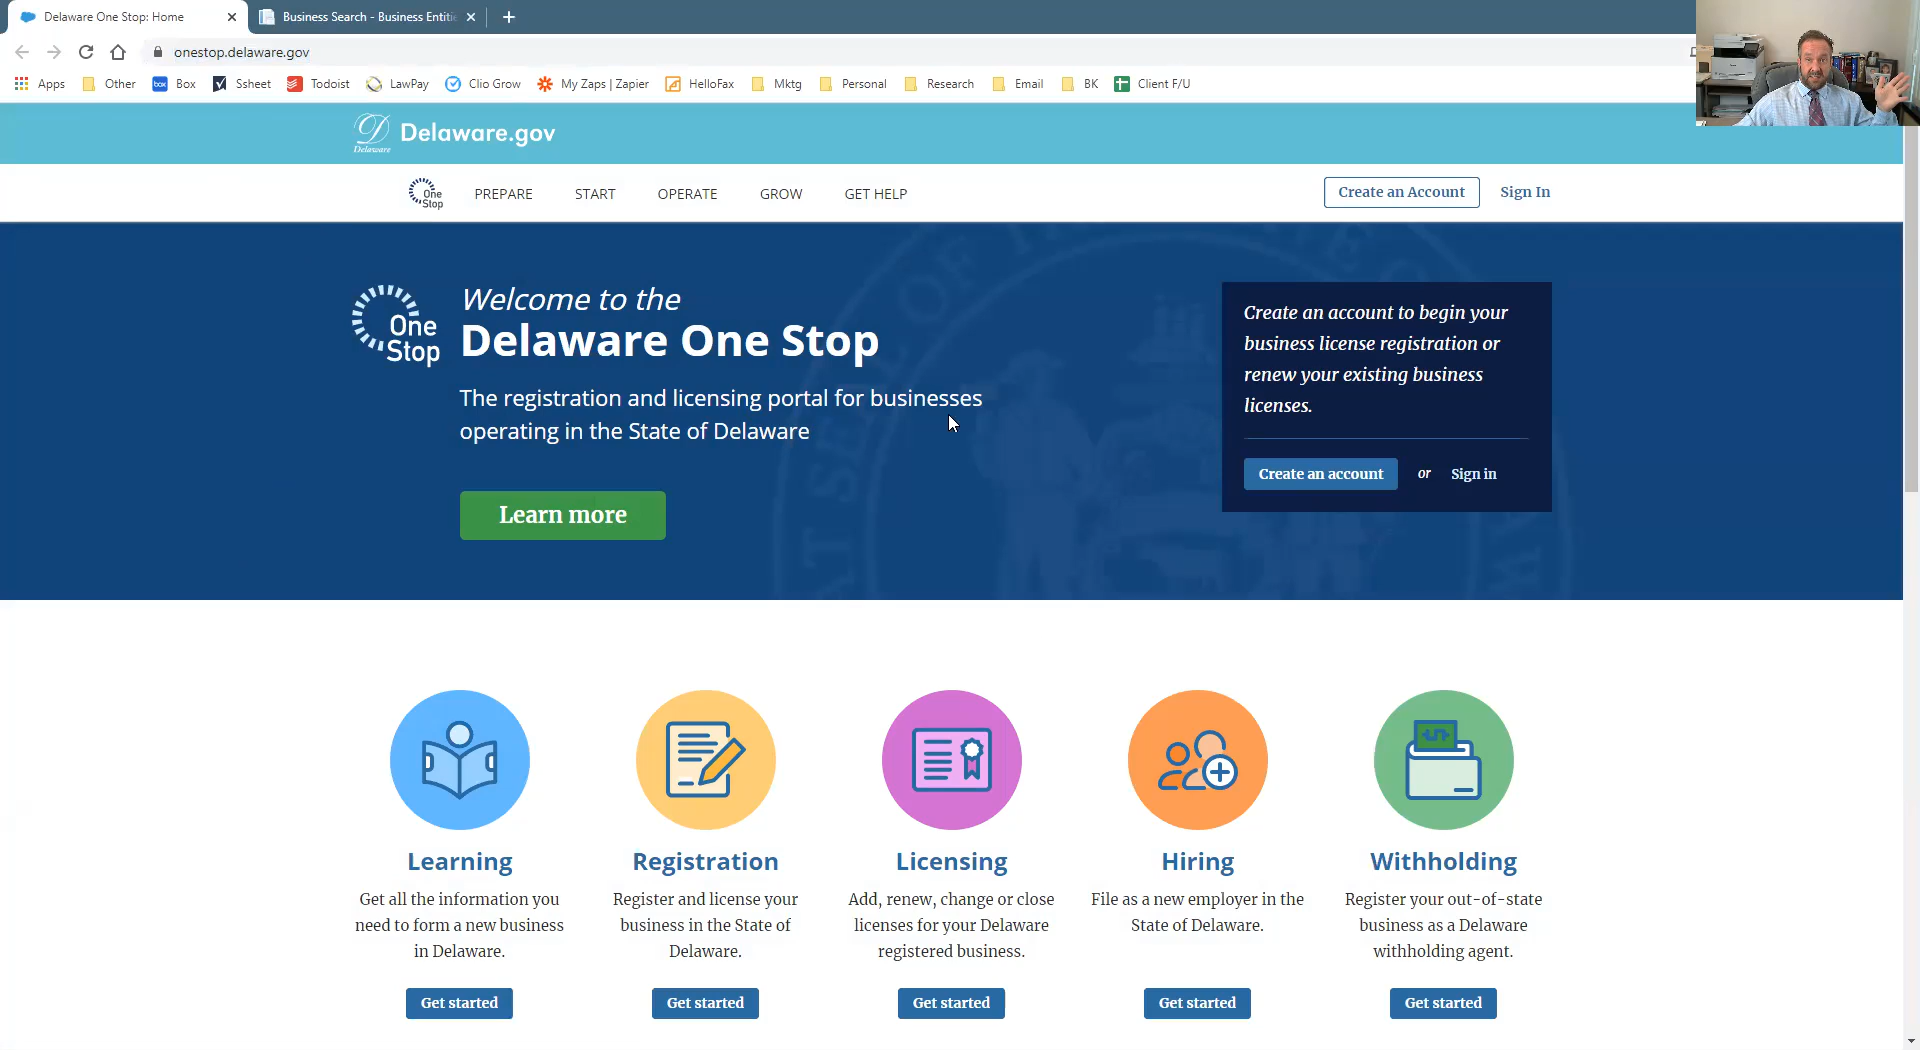 Delaware One Stop: Home
Business Search - Business Entitie
onestop.delaware.gov
Apps
Other
Box
Ssheet
Todoist
LawPay
Clio Grow
My Zaps | Zapier
HelloFax
Mktg
Personal
Research
Email
BK
Client F/U
Delaware
Delaware.gov
One
Stop
PREPARE
START
OPERATE
GROW
GET HELP
Create an Account
Sign In
One
Stop
Welcome to the
Delaware One Stop
The registration and licensing portal for businesses
operating in the State of Delaware
Learn more
Create an account to begin your
business license registration or
renew your existing business
licenses.
Create an account
or
Sign in
Learning
Get all the information you
need to form a new business
in Delaware.
Get started
Registration
Register and license your
business in the State of
Delaware.
Get started
Licensing
Add, renew, change or close
licenses for your Delaware
registered business.
Get started
Hiring
File as a new employer in the
State of Delaware.
Get started
Withholding
Register your out-of-state
business as a Delaware
withholding agent.
Get started